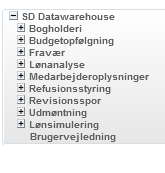 SD Datawarehouse
Bogholderi
Budgetopfølgning
Fravær
Lønanalyse
Medarbejderoplysninger
Refusionsstyring
Revisionsspor
Udmøntning
Lønsimulering
Brugervejledning